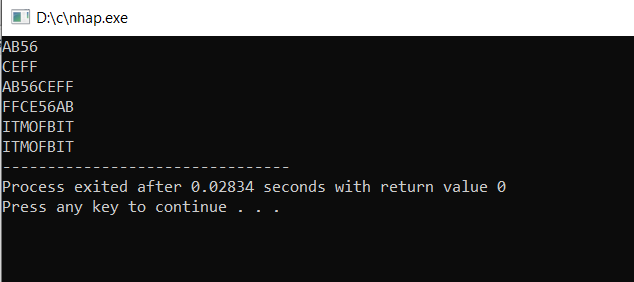 D:\c\nhap.exe
AB56
CEFF
AB56CEFF
FFCE56AB
ITMOFBIT
ITMOFBIT
--------------------------------
Process exited after 0.02834 seconds with return value 0
Press any key to continue . . .